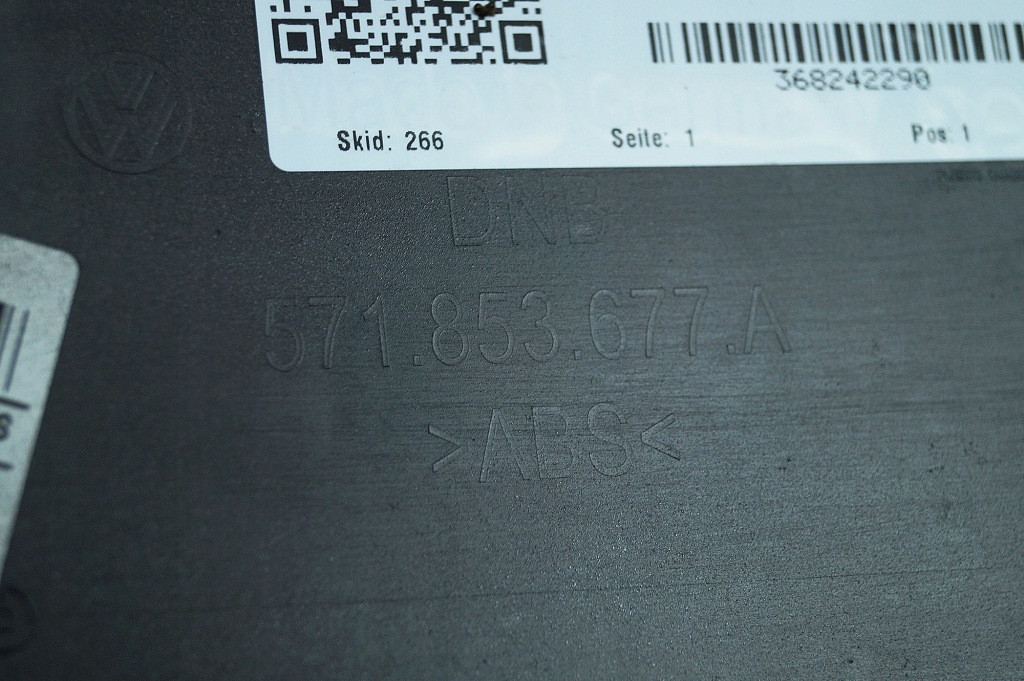 368242290
Skid: 266
Seite: 1
Pos: 1
DNB
571.853.677.A
>ABS<
S